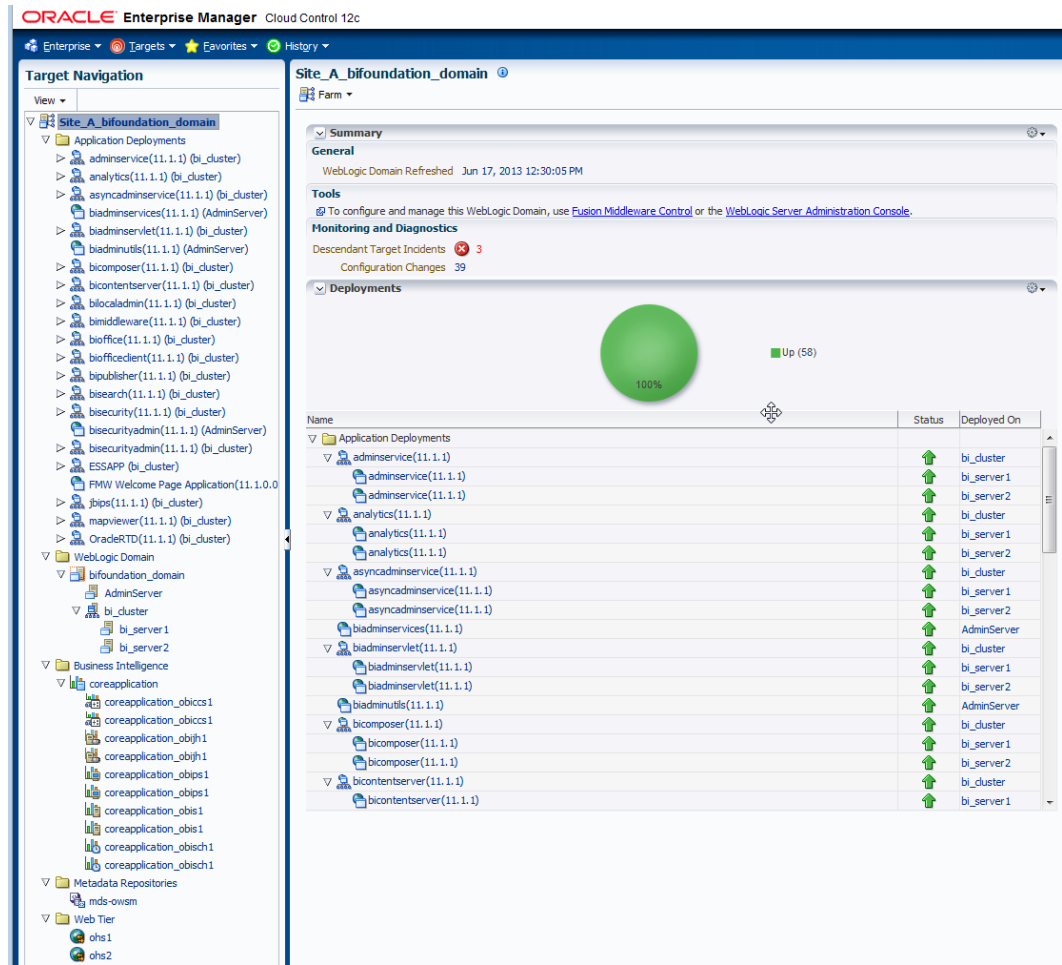 ORACLE Enterprise Manager Cloud Control 12c
Enterprise Targets Favorites History
Target Navigation
View
Site_A_bifoundation_domain
Application Deployments
adminservice(11.1.1) (bi_cluster)
analytics(11.1.1) (bi_cluster)
asyncadminservice(11.1.1) (bi_cluster)
biadminservices(11.1.1) (AdminServer)
biadminservlet(11.1.1) (bi_cluster)
biadminutils(11.1.1) (AdminServer)
bicomposer(11.1.1) (bi_cluster)
bicontentserver(11.1.1) (bi_cluster)
bilocaladmin(11.1.1) (bi_cluster)
bimiddleware(11.1.1) (bi_cluster)
bioffice(11.1.1) (bi_cluster)
biofficeclient(11.1.1) (bi_cluster)
bipublisher(11.1.1) (bi_cluster)
bisearch(11.1.1) (bi_cluster)
bisecurity(11.1.1) (bi_cluster)
bisecurityadmin(11.1.1) (AdminServer)
bisecurityadmin(11.1.1) (bi_cluster)
ESSAPP (bi_cluster)
FMW Welcome Page Application(11.1.0.0
jbips(11.1.1) (bi_cluster)
mapviewer(11.1.1) (bi_cluster)
OracleRTD(11.1.1) (bi_cluster)
WebLogic Domain
bifoundation_domain
AdminServer
bi_cluster
bi_server1
bi_server2
Business Intelligence
coreapplication
coreapplication_obiccs1
coreapplication_obiccs1
coreapplication_obijh1
coreapplication_obijh1
coreapplication_obips1
coreapplication_obips1
coreapplication_obis1
coreapplication_obis1
coreapplication_obisch1
coreapplication_obisch1
Metadata Repositories
mds-owsm
Web Tier
ohs1
ohs2
Site_A_bifoundation_domain
Farm
Summary
General
WebLogic Domain Refreshed Jun 17, 2013 12:30:05 PM
Tools
To configure and manage this WebLogic Domain, use Fusion Middleware Control or the WebLogic Server Administration Console.
Monitoring and Diagnostics
Descendant Target Incidents 3
Configuration Changes 39
Deployments
100%
Up (58)
Name Status Deployed On
Application Deployments
adminservice(11.1.1) bi_cluster
adminservice(11.1.1) bi_server1
adminservice(11.1.1) bi_server2
analytics(11.1.1) bi_cluster
analytics(11.1.1) bi_server1
analytics(11.1.1) bi_server2
asyncadminservice(11.1.1) bi_cluster
asyncadminservice(11.1.1) bi_server1
asyncadminservice(11.1.1) bi_server2
biadminservices(11.1.1) AdminServer
biadminservlet(11.1.1) bi_cluster
biadminservlet(11.1.1) bi_server1
biadminservlet(11.1.1) bi_server2
biadminutils(11.1.1) AdminServer
bicomposer(11.1.1) bi_cluster
bicomposer(11.1.1) bi_server1
bicomposer(11.1.1) bi_server2
bicontentserver(11.1.1) bi_cluster
bicontentserver(11.1.1) bi_server1